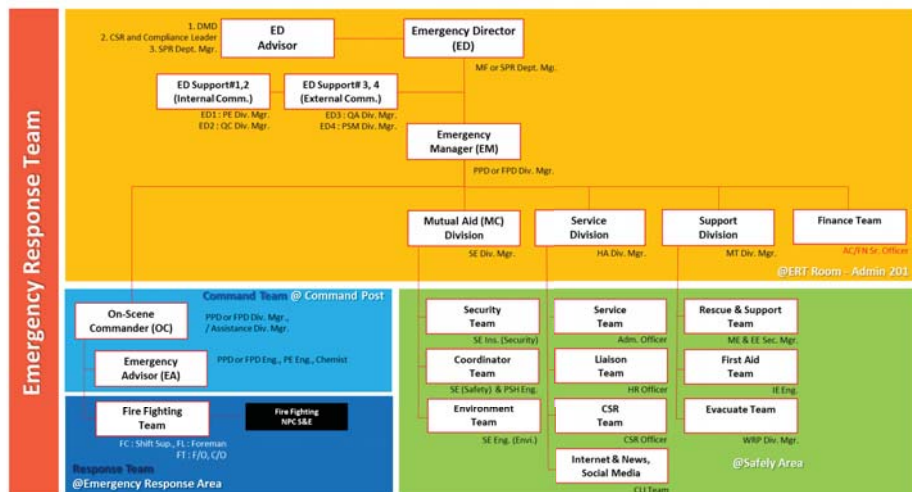 Emergency Response Team
1. DMD
2. CSR and Compliance Leader
3. SPR Dept. Mgr.
ED
Advisor
Emergency Director
(ED)
MF or SPR Dept. Mgr.
ED Support#1,2
(Internal Comm.)
ED1 : PE Div. Mgr.
ED2 : QC Div. Mgr.
ED Support# 3, 4
(External Comm.)
ED3 : QA Div. Mgr.
ED4 : PSM Div. Mgr.
Emergency
Manager (EM)
PPD or FPD Div. Mgr.
Mutual Aid (MC)
Division
SE Div. Mgr.
Service
Division
HA Div. Mgr.
Support
Division
MT Div. Mgr.
Finance Team
AC/FN Sr. Officer
@ERT Room - Admin 201
Command Team @ Command Post
On-Scene
Commander (OC)
PPD or FPD Div. Mgr.,
/ Assistance Div. Mgr.
Emergency
Advisor (EA)
PPD or FPD Eng., PE Eng., Chemist
Fire Fighting
Team
FC : Shift Sup., FL : Foreman
FT : F/O, C/O
Fire Fighting
NPC S&E
Response Team
@Emergency Response Area
Security
Team
SE Ins. (Security)
Coordinator
Team
SE (Safety) & PSH Eng.
Environment
Team
SE Eng. (Envi.)
Service
Team
Adm. Officer
Liaison
Team
HR Officer
CSR
Team
CSR Officer
Internet & News,
Social Media
Team
Rescue & Support
Team
ME & EE Sec. Mgr.
First Aid
Team
IE Eng.
Evacuate Team
WRP Div. Mgr.
@Safely Area